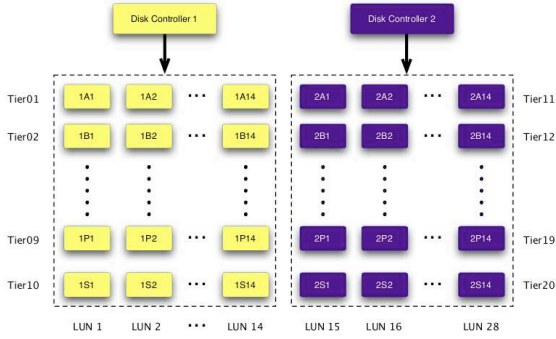 Disk Controller 1 Disk Controller 2
Tier01 1A1 1A2 ... 1A14 2A1 2A2 ... 2A14 Tier11
Tier02 1B1 1B2 ... 1B14 2B1 2B2 ... 2B14 Tier12
Tier09 1P1 1P2 ... 1P14 2P1 2P2 ... 2P14 Tier19
Tier10 1S1 1S2 ... 1S14 2S1 2S2 ... 2S14 Tier20
LUN 1 LUN 2 ... LUN 14 LUN 15 LUN 16 ... LUN 28